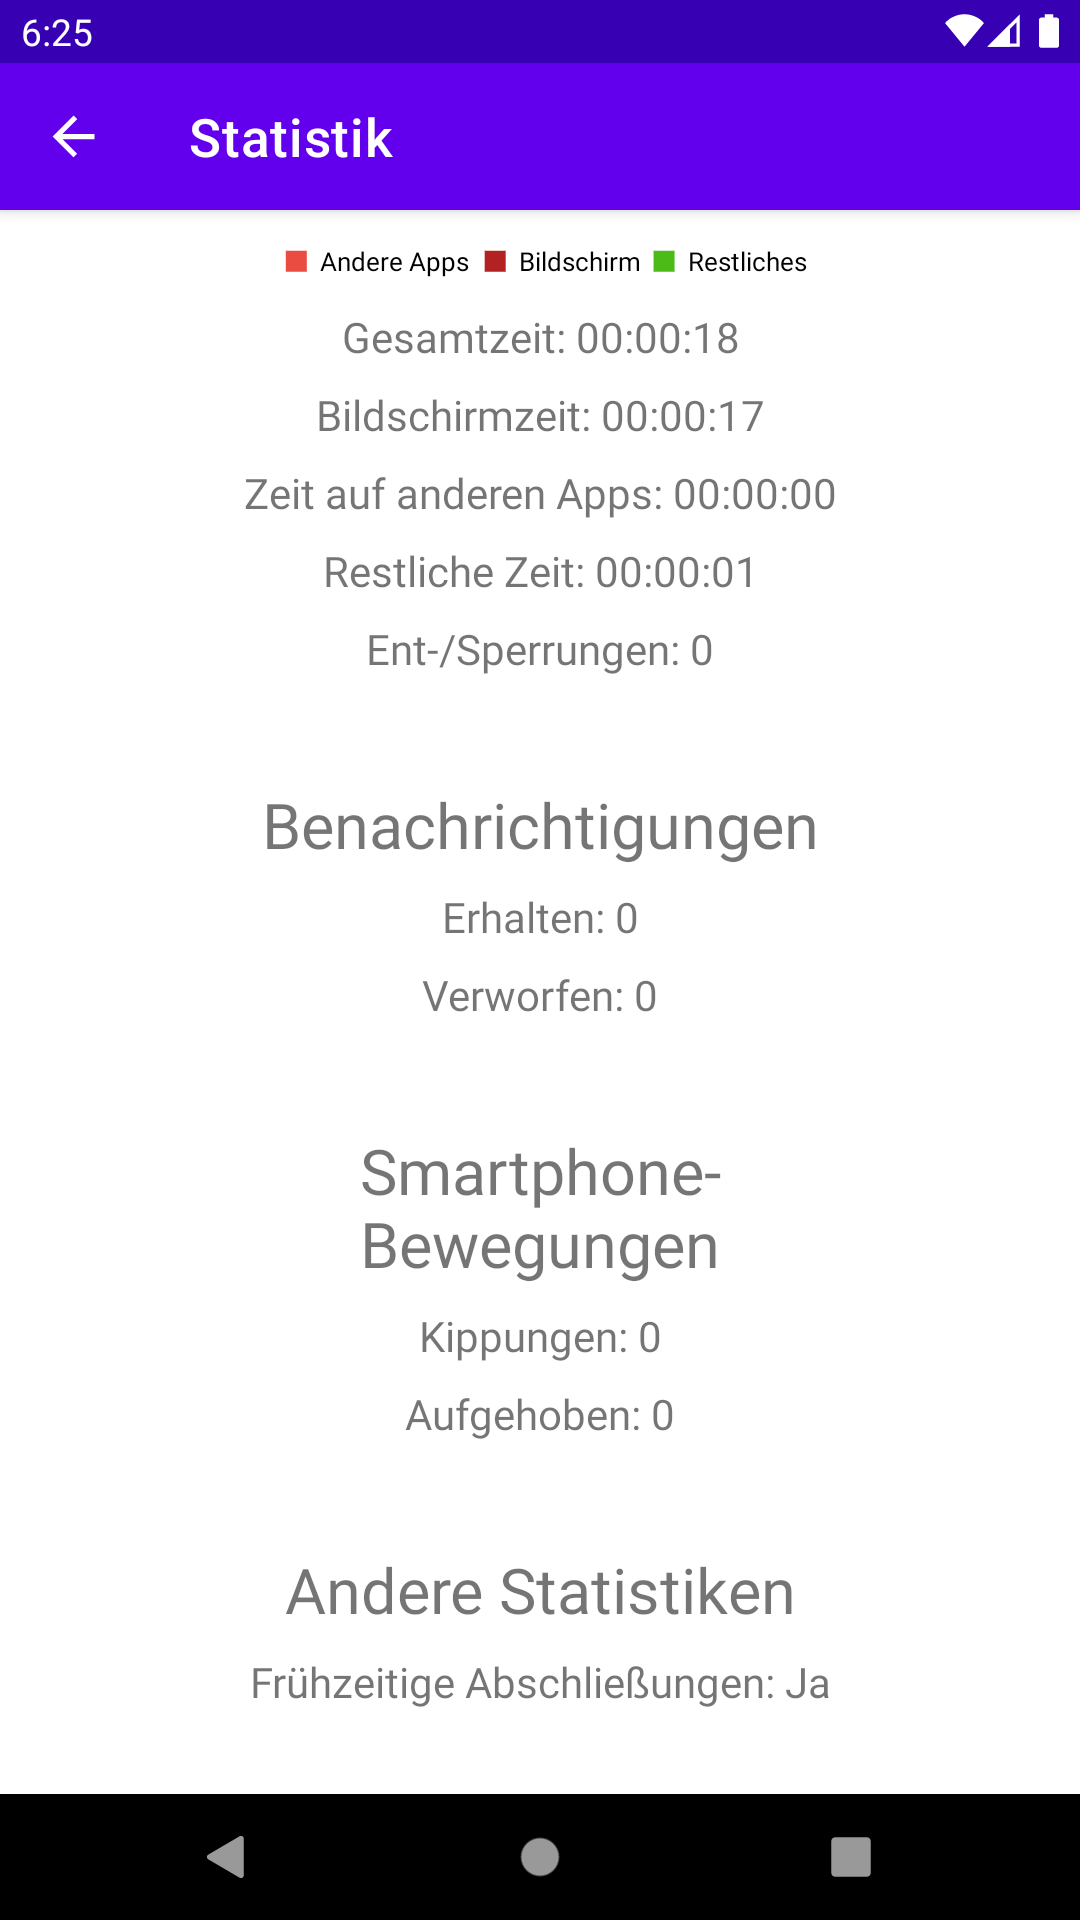 6:25
Statistik
Andere Apps Bildschirm Restliches
Gesamtzeit: 00:00:18
Bildschirmzeit: 00:00:17
Zeit auf anderen Apps: 00:00:00
Restliche Zeit: 00:00:01
Ent-/Sperrungen: 0
Benachrichtigungen
Erhalten: 0
Verworfen: 0
Smartphone-
Bewegungen
Kippungen: 0
Aufgehoben: 0
Andere Statistiken
Frühzeitige Abschließungen: Ja